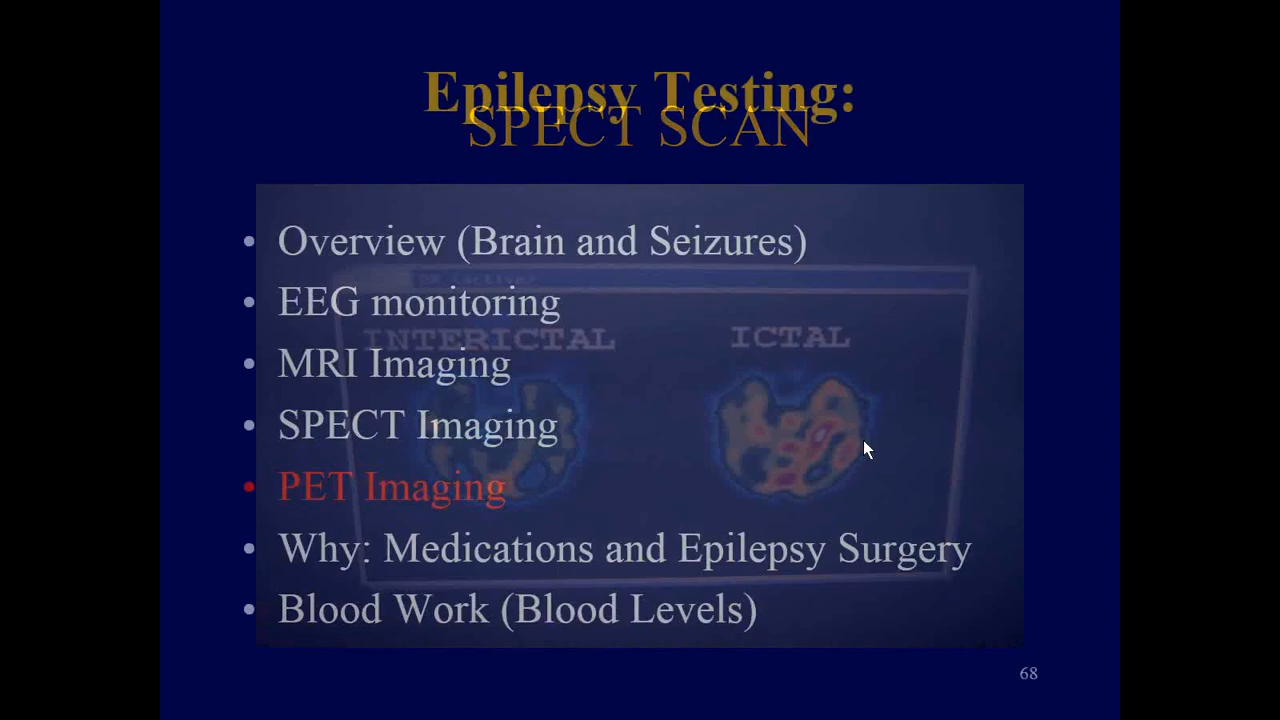 Epilepsy Testing:
SPECT SCAN
• Overview (Brain and Seizures)
• EEG monitoring
INTERICTAL ICTAL
• MRI Imaging
• SPECT Imaging
• PET Imaging
• Why: Medications and Epilepsy Surgery
• Blood Work (Blood Levels)
68